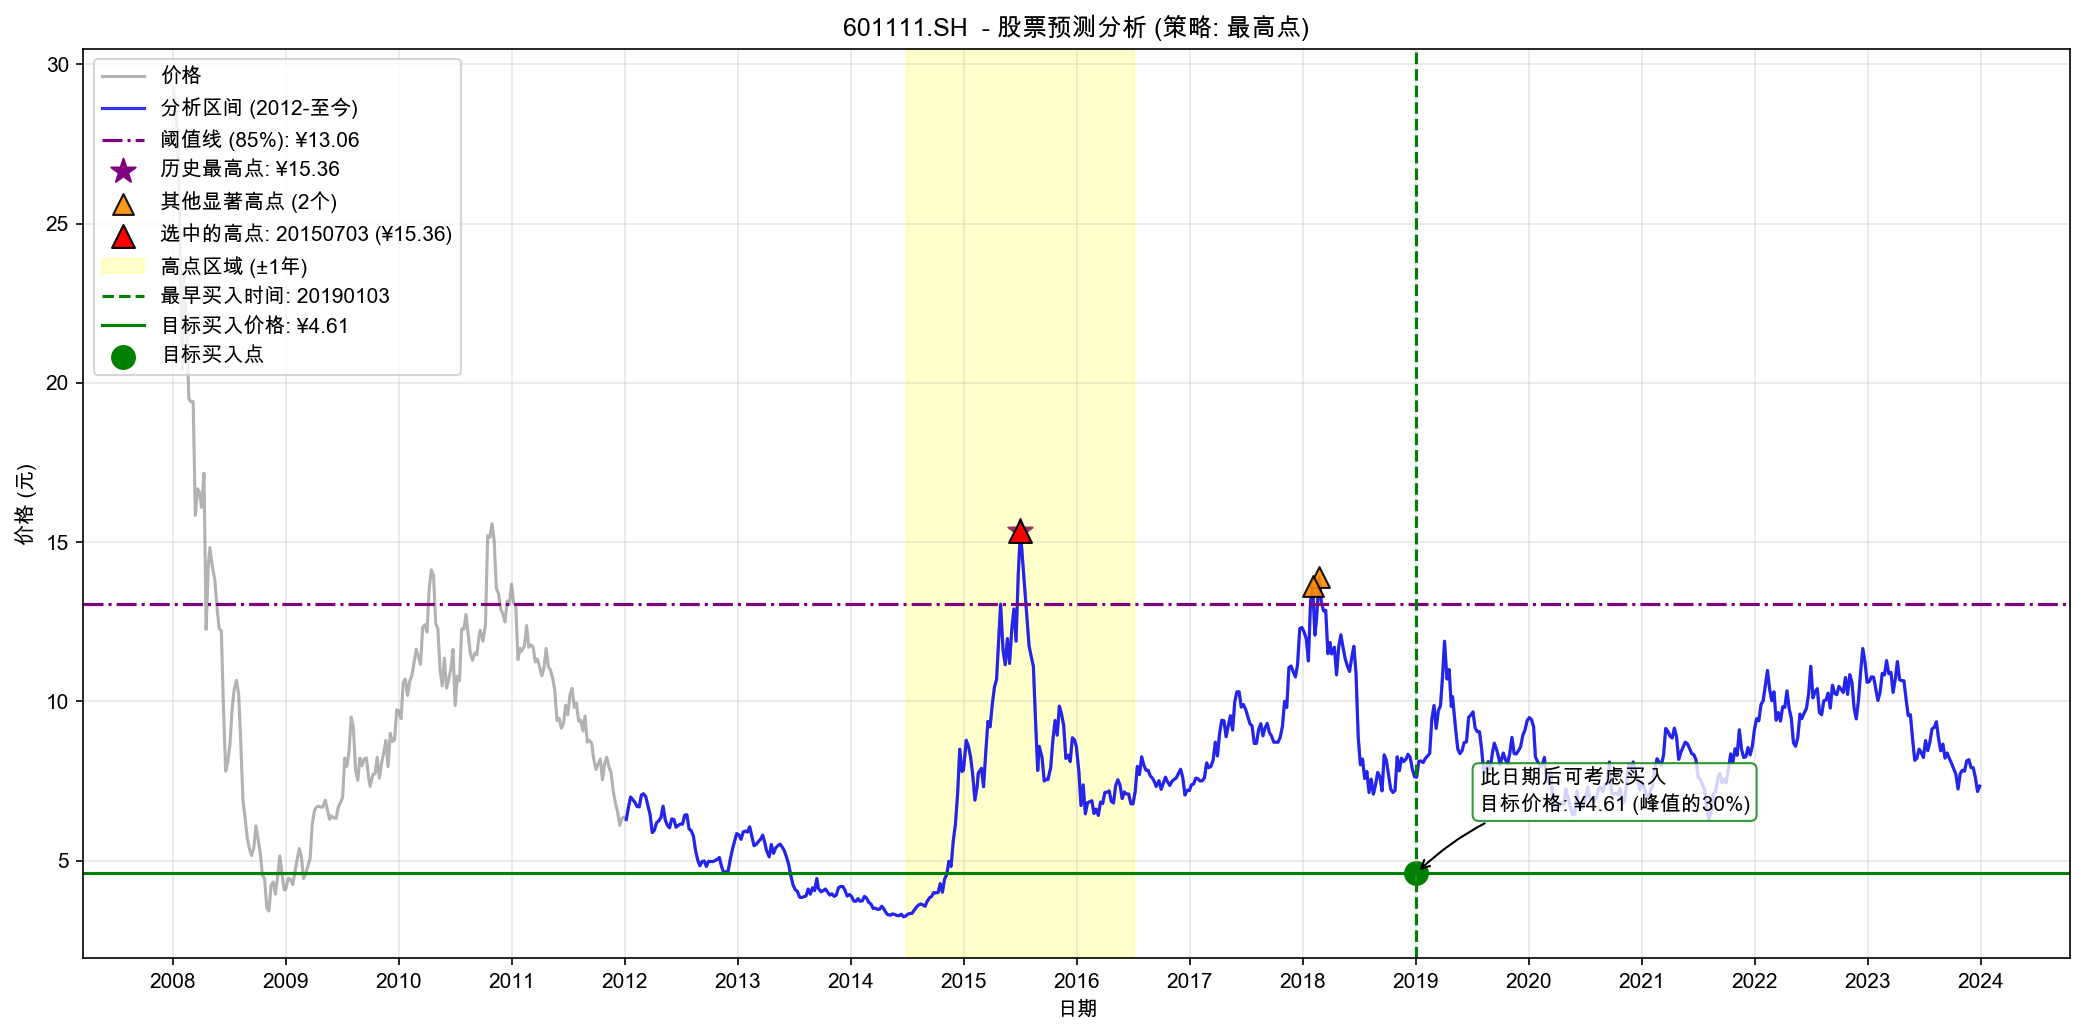 601111.SH  - 股票预测分析 (策略: 最高点)
价格
分析区间 (2012-至今)
阈值线 (85%): ¥13.06
历史最高点: ¥15.36
其他显著高点 (2个)
选中的高点: 20150703 (¥15.36)
高点区域 (±1年)
最早买入时间: 20190103
目标买入价格: ¥4.61
目标买入点
价格 (元)
30
25
20
15
10
5
此日期后可考虑买入
目标价格: ¥4.61 (峰值的30%)
2008 2009 2010 2011 2012 2013 2014 2015 2016 2017 2018 2019 2020 2021 2022 2023 2024
日期